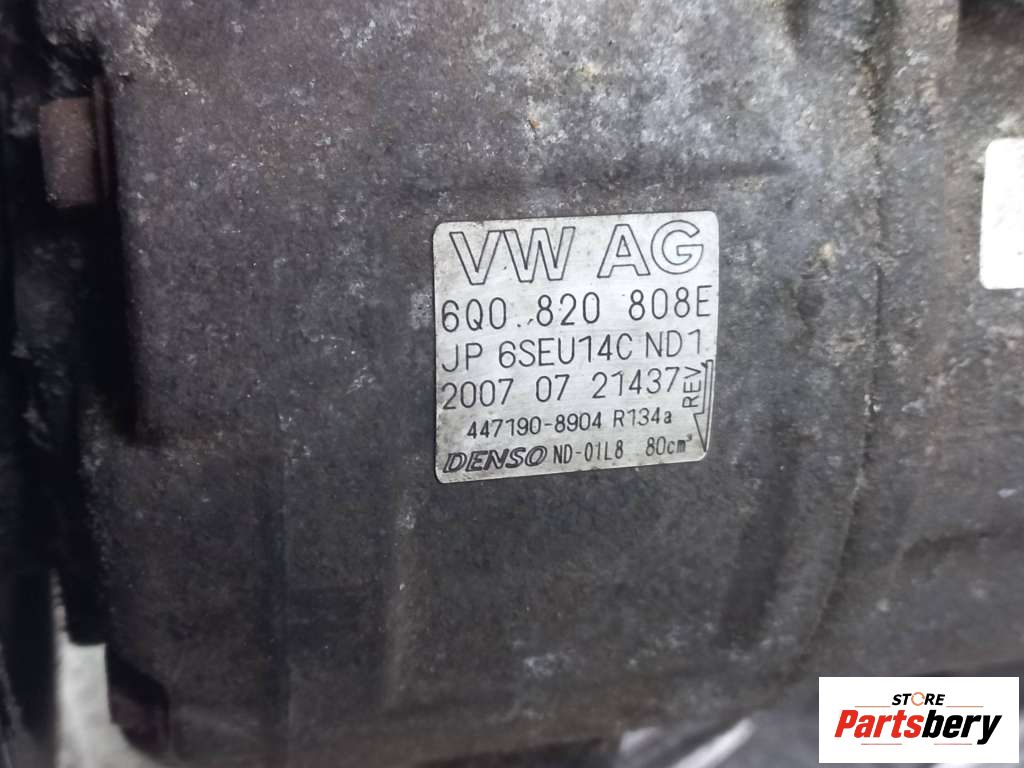 VW AG
6Q0..820 808E
JP 6SEU14C ND1
2007 07 21437
REV
447190-8904 R134a
DENSO ND-01L8 80cm³
STORE
Partsbery